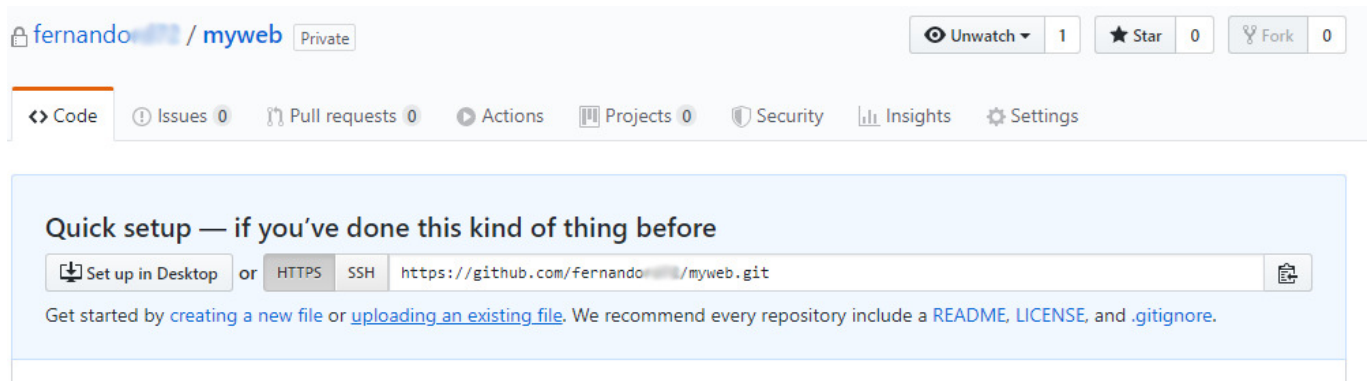 fernando / myweb Private Unwatch 1 Star 0 Fork 0
Code Issues 0 Pull requests 0 Actions Projects 0 Security Insights Settings
Quick setup — if you’ve done this kind of thing before
Set up in Desktop or HTTPS SSH https://github.com/fernando /myweb.git
Get started by creating a new file or uploading an existing file. We recommend every repository include a README, LICENSE, and .gitignore.